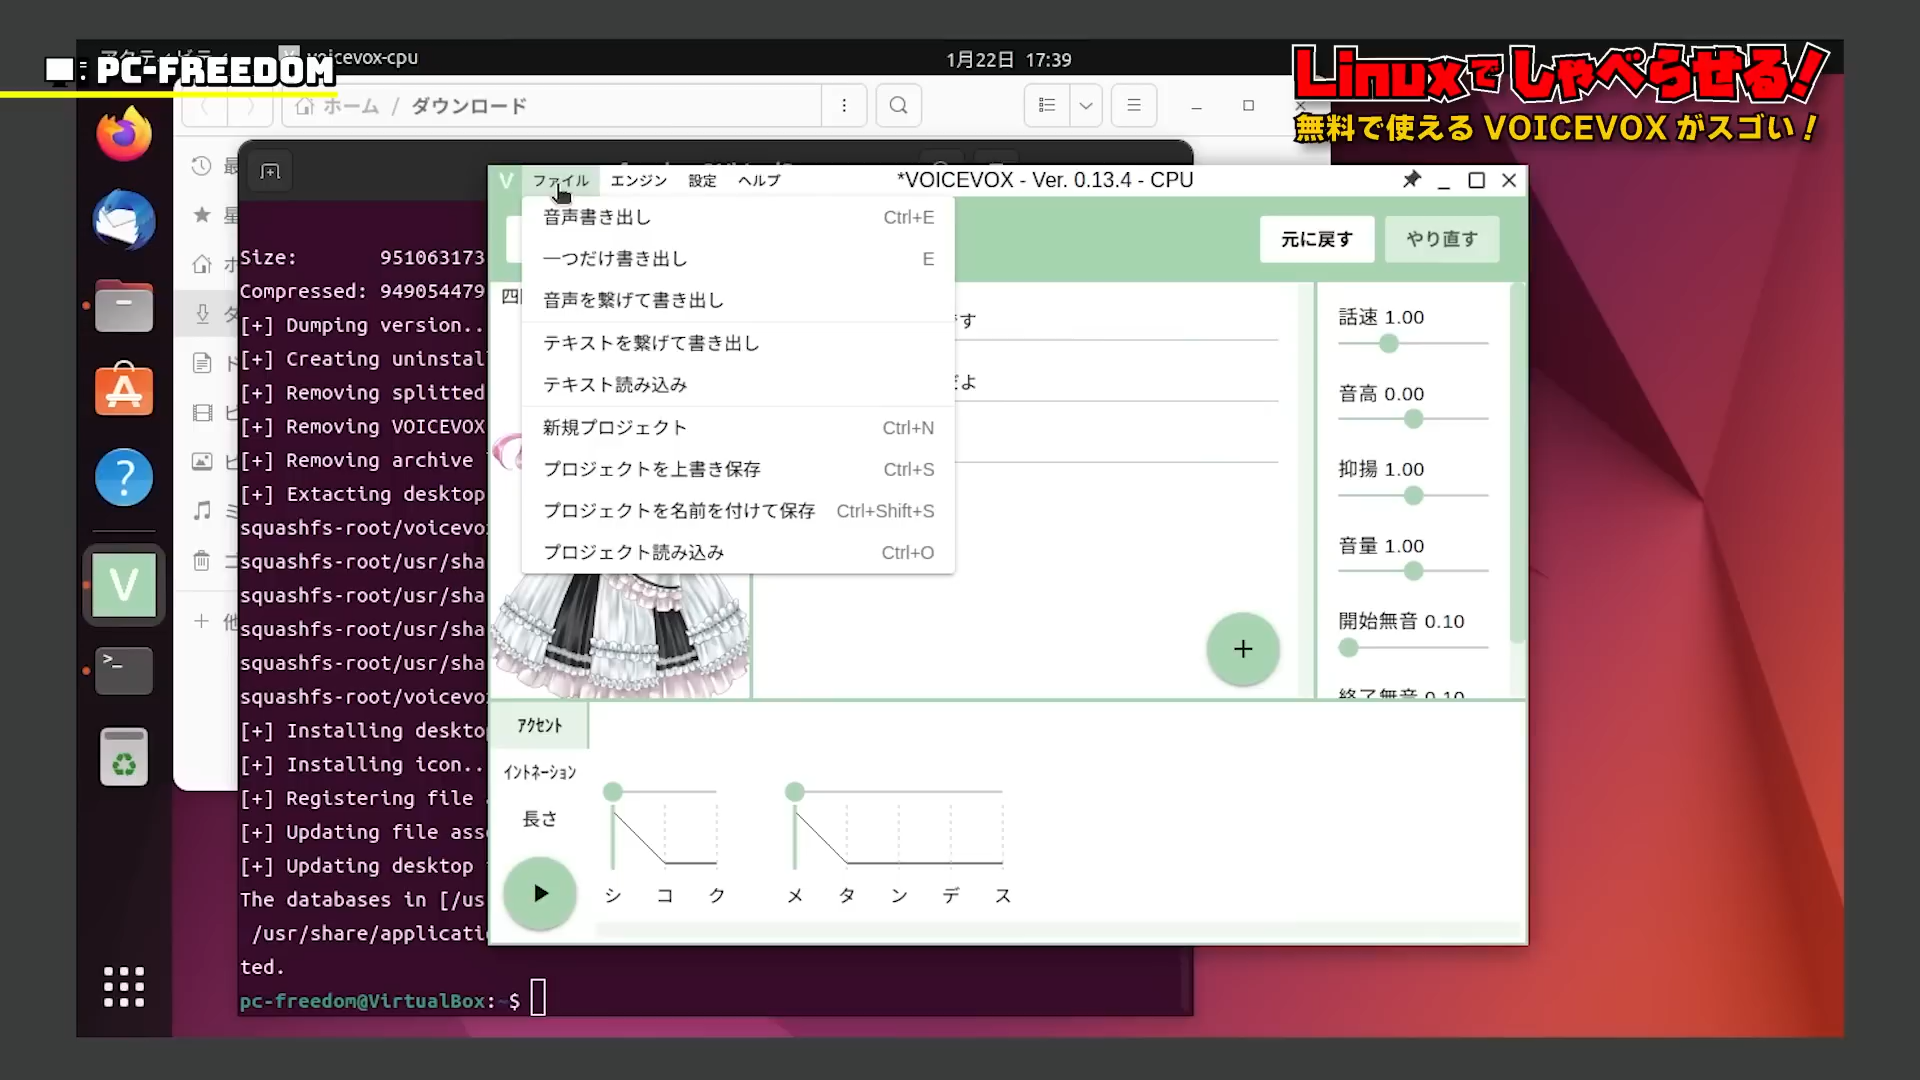 PC-FREEDOM
Linuxでしゃべらせる!
無料で使える VOICEVOX がスゴい!
voicevox-cpu
1月22日 17:39
ホーム / ダウンロード
*VOICEVOX - Ver. 0.13.4 - CPU
ファイル エンジン 設定 ヘルプ
音声書き出し Ctrl+E
一つだけ書き出し E
音声を繋げて書き出し
テキストを繋げて書き出し
テキスト読み込み
新規プロジェクト Ctrl+N
プロジェクトを上書き保存 Ctrl+S
プロジェクトを名前を付けて保存 Ctrl+Shift+S
プロジェクト読み込み Ctrl+O
元に戻す やり直す
です
だよ
話速 1.00
音高 0.00
抑揚 1.00
音量 1.00
開始無音 0.10
終了無音 0.10
アクセント
イントネーション
長さ
シ コ ク メ タ ン デ ス
Size: 951063173
Compressed: 949054479
[+] Dumping version..
[+] Creating uninstal
[+] Removing splitted
[+] Removing VOICEVOX
[+] Removing archive
[+] Extacting desktop
squashfs-root/voicevo
squashfs-root/usr/sha
squashfs-root/usr/sha
squashfs-root/usr/sha
squashfs-root/usr/sha
squashfs-root/voicevo
[+] Installing deskto
[+] Installing icon..
[+] Registering file
[+] Updating file ass
[+] Updating desktop
The databases in [/us
/usr/share/applicati
ted.
pc-freedom@VirtualBox:~$